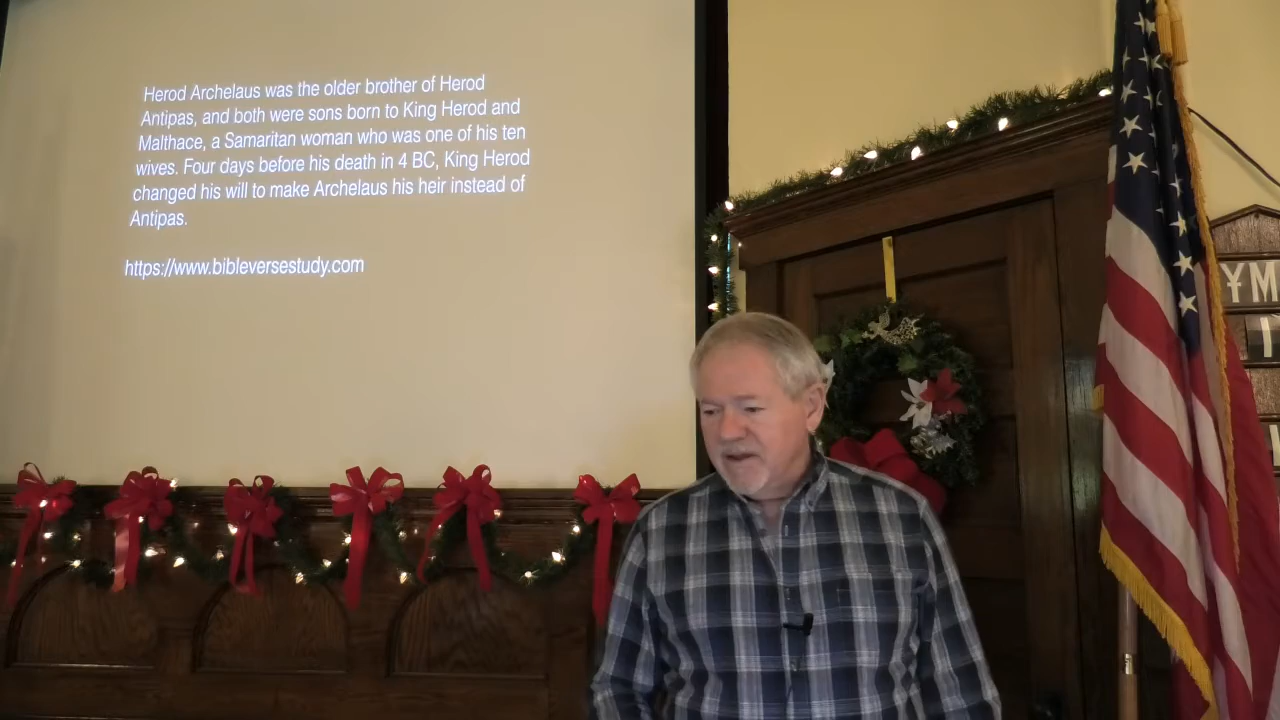 Herod Archelaus was the older brother of Herod
Antipas, and both were sons born to King Herod and
Malthace, a Samaritan woman who was one of his ten
wives. Four days before his death in 4 BC, King Herod
changed his will to make Archelaus his heir instead of
Antipas.
https://www.bibleversestudy.com
YM